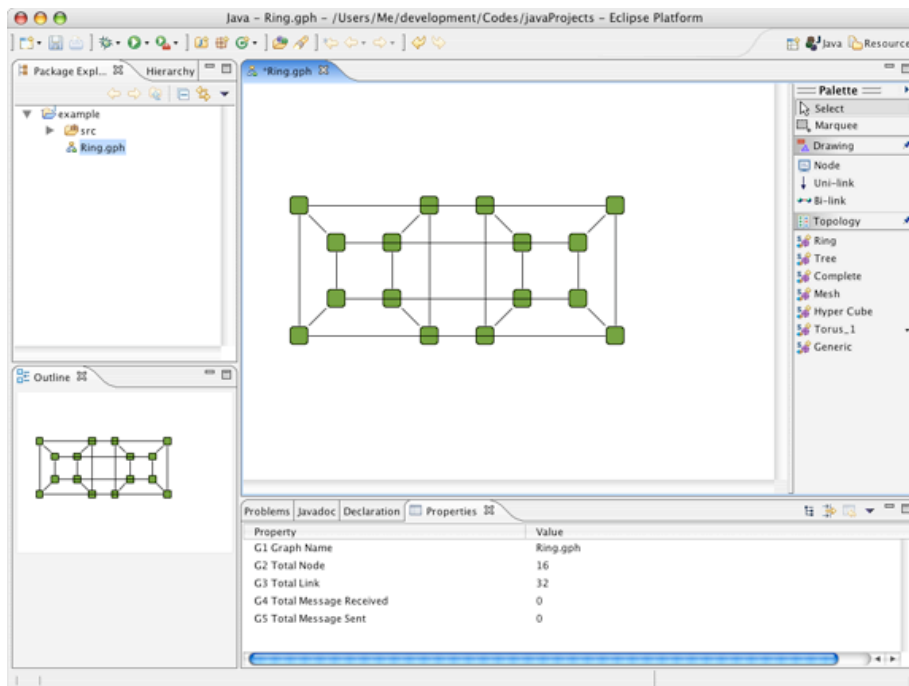 Java – Ring.gph – /Users/Me/development/Codes/javaProjects – Eclipse Platform
Java Resource
Package Expl... Hierarchy
*Ring.gph
example
src
Ring.gph
Palette
Select
Marquee
Drawing
Node
Uni-link
Bi-link
Topology
Ring
Tree
Complete
Mesh
Hyper Cube
Torus_1
Generic
Outline
Problems Javadoc Declaration Properties
Property Value
G1 Graph Name Ring.gph
G2 Total Node 16
G3 Total Link 32
G4 Total Message Received 0
G5 Total Message Sent 0